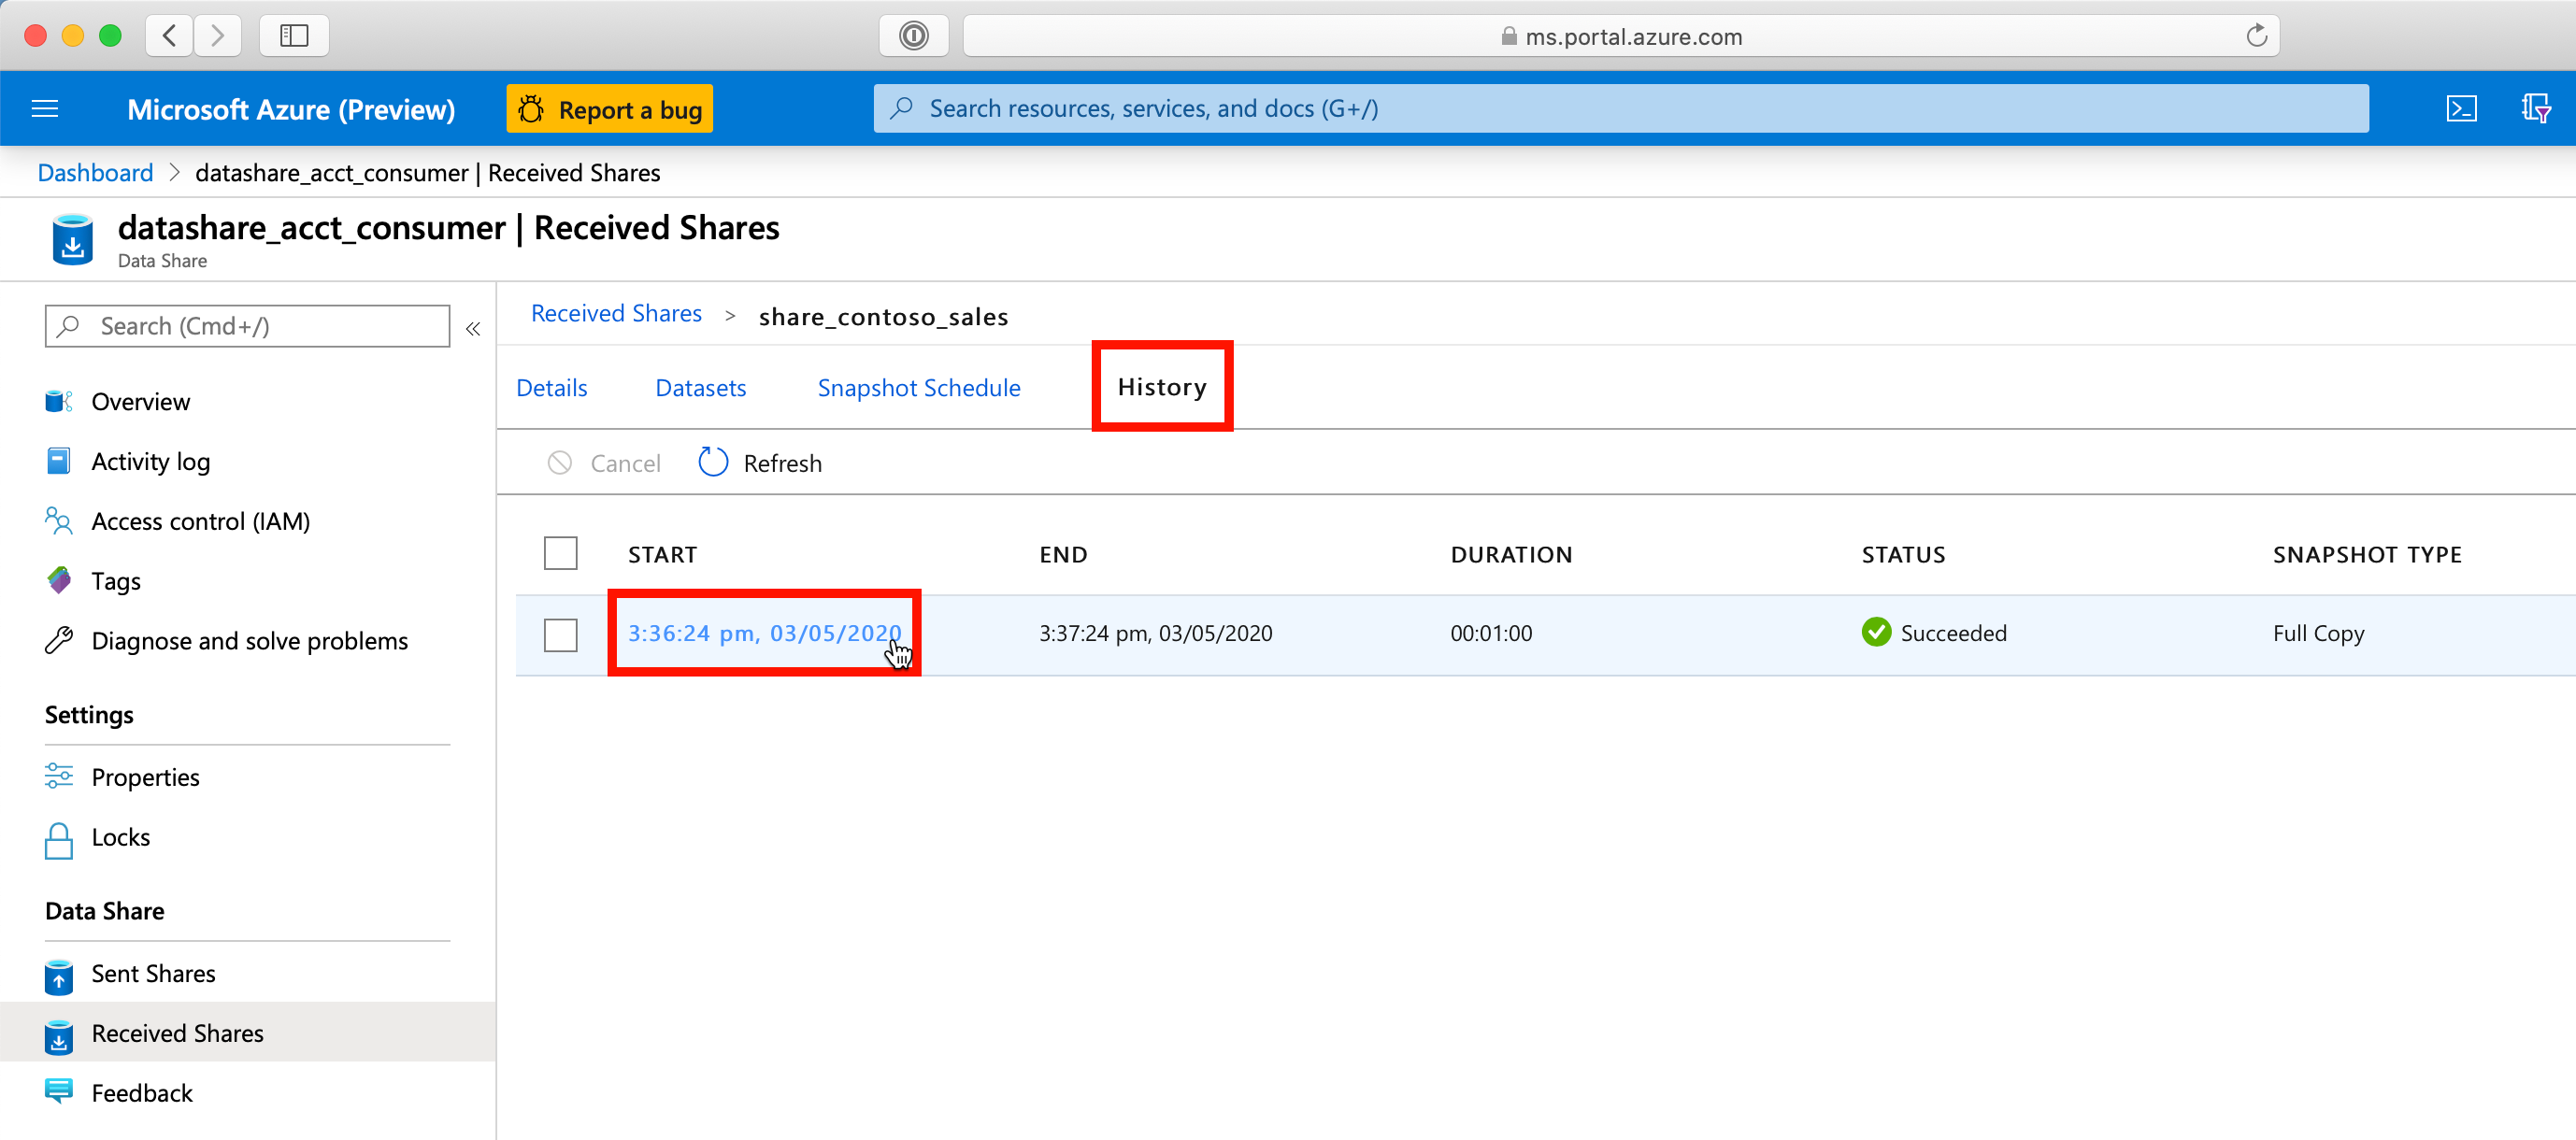 ms.portal.azure.com
Microsoft Azure (Preview)
Report a bug
Search resources, services, and docs (G+/)
Dashboard > datashare_acct_consumer | Received Shares
datashare_acct_consumer | Received Shares
Data Share
Search (Cmd+/)
«
Overview
Activity log
Access control (IAM)
Tags
Diagnose and solve problems
Settings
Properties
Locks
Data Share
Sent Shares
Received Shares
Feedback
Received Shares > share_contoso_sales
Details Datasets Snapshot Schedule History
Cancel Refresh
START END DURATION STATUS SNAPSHOT TYPE
3:36:24 pm, 03/05/2020 3:37:24 pm, 03/05/2020 00:01:00 Succeeded Full Copy